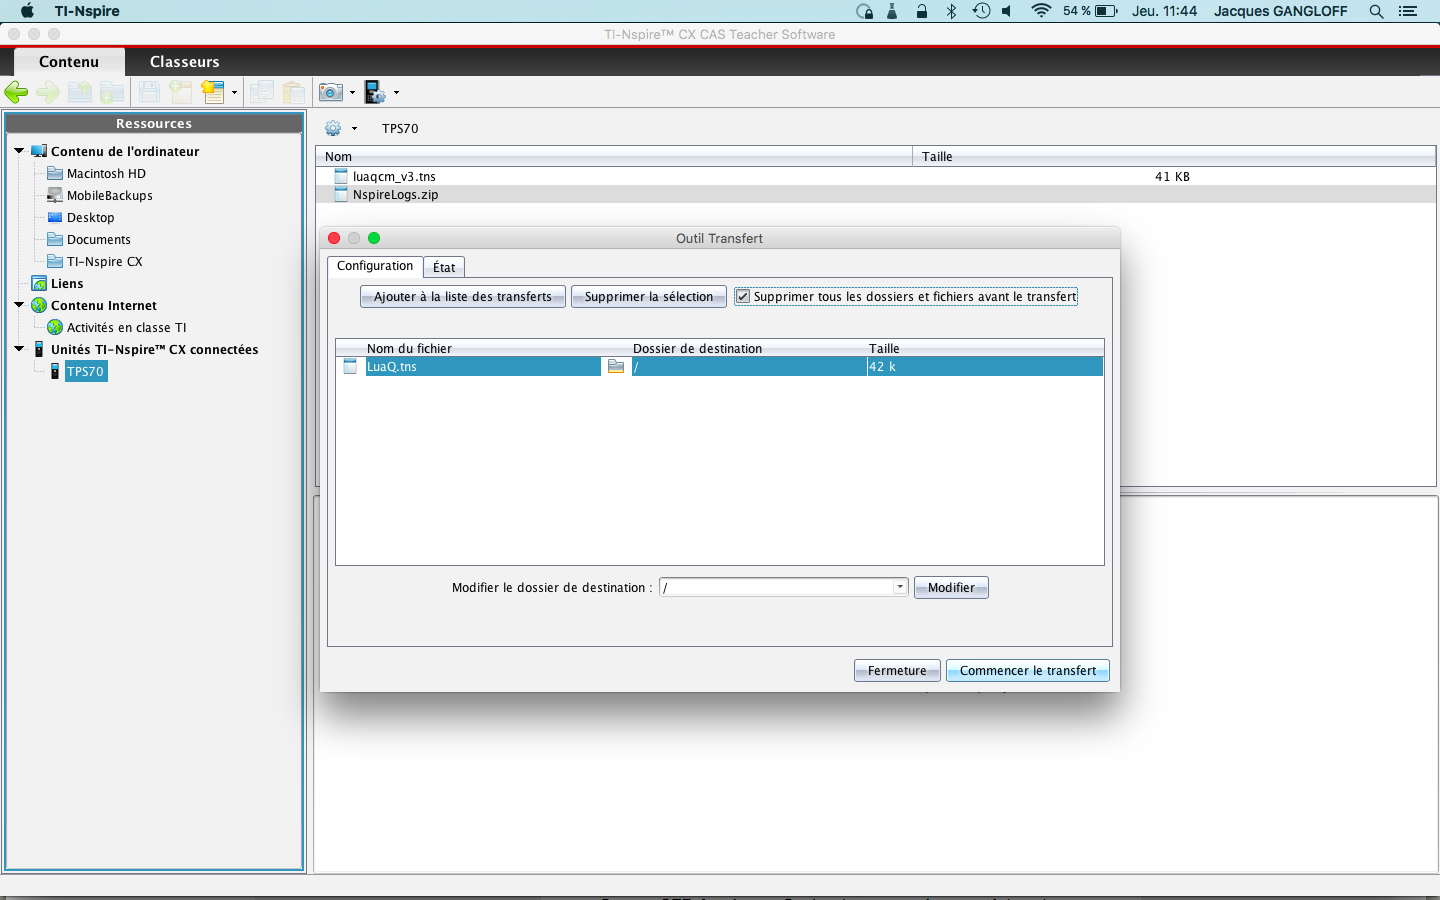 TI-Nspire
54 %
Jeu. 11:44
Jacques GANGLOFF
TI-Nspire™ CX CAS Teacher Software
Contenu
Classeurs
Ressources
Contenu de l'ordinateur
Macintosh HD
MobileBackups
Desktop
Documents
TI-Nspire CX
Liens
Contenu Internet
Activités en classe TI
Unités TI-Nspire™ CX connectées
TPS70
TPS70
Nom Taille
luaqcm_v3.tns 41 KB
NspireLogs.zip
Outil Transfert
Configuration État
Ajouter à la liste des transferts Supprimer la sélection Supprimer tous les dossiers et fichiers avant le transfert
Nom du fichier Dossier de destination Taille
LuaQ.tns / 42 k
Modifier le dossier de destination : / Modifier
Fermeture Commencer le transfert